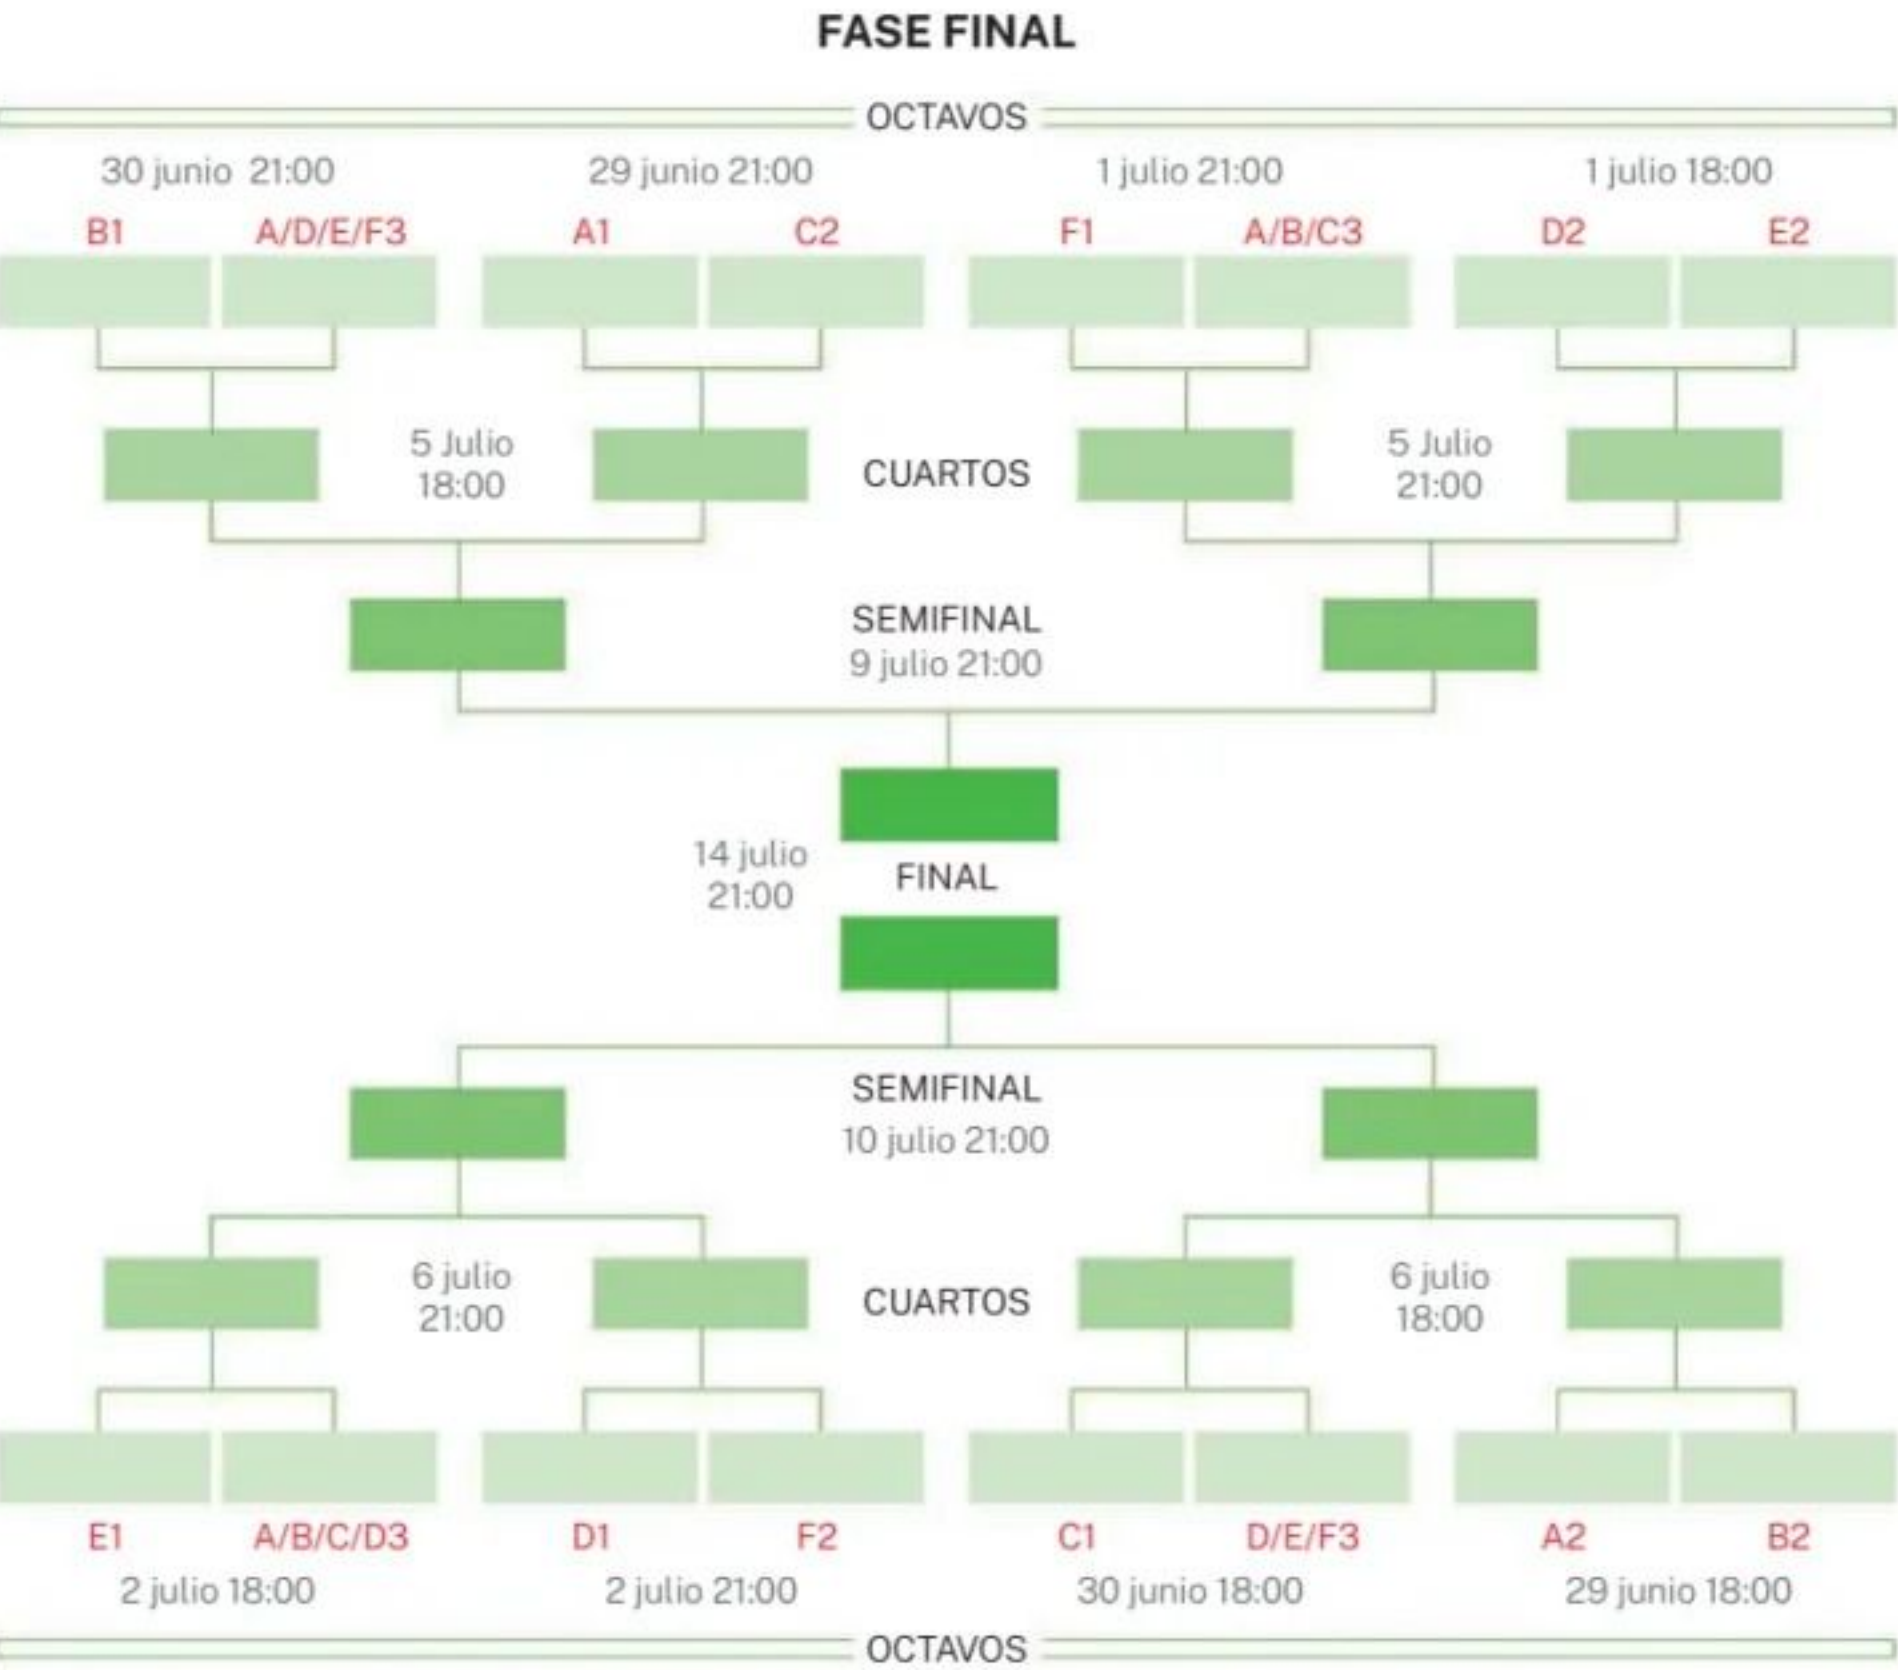 FASE FINAL
OCTAVOS
30 junio 21:00
29 junio 21:00
1 julio 21:00
1 julio 18:00
B1
A/D/E/F3
A1
C2
F1
A/B/C3
D2
E2
5 Julio
18:00
CUARTOS
5 Julio
21:00
SEMIFINAL
9 julio 21:00
14 julio
21:00
FINAL
SEMIFINAL
10 julio 21:00
6 julio
21:00
CUARTOS
6 julio
18:00
E1
A/B/C/D3
D1
F2
C1
D/E/F3
A2
B2
2 julio 18:00
2 julio 21:00
30 junio 18:00
29 junio 18:00
OCTAVOS